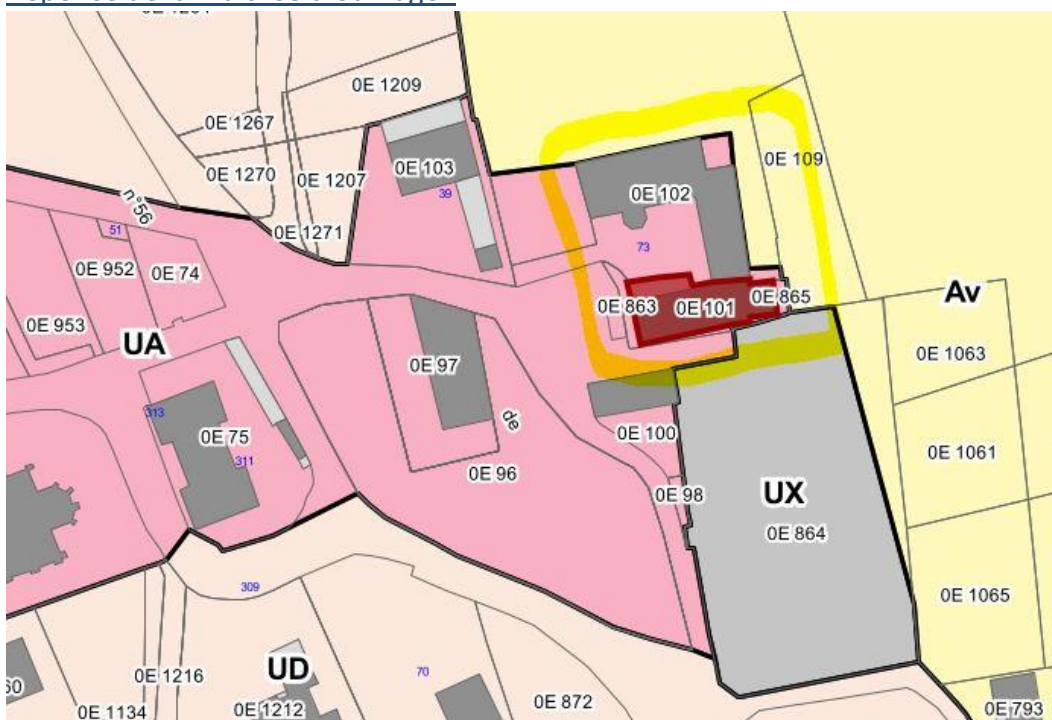 0E 1209
0E 1267
0E 1270
0E 1207
0E 103
0E 109
0E 102
39
n°56
51
0E 1271
73
0E 952
0E 74
0E 863
0E 101
0E 865
Av
0E 953
UA
0E 97
0E 1063
313
0E 75
de
0E 100
311
0E 96
0E 1061
0E 98
UX
0E 864
309
0E 1065
0E 1216
UD
70
0E 872
0E 1134
0E 1212
0E 793